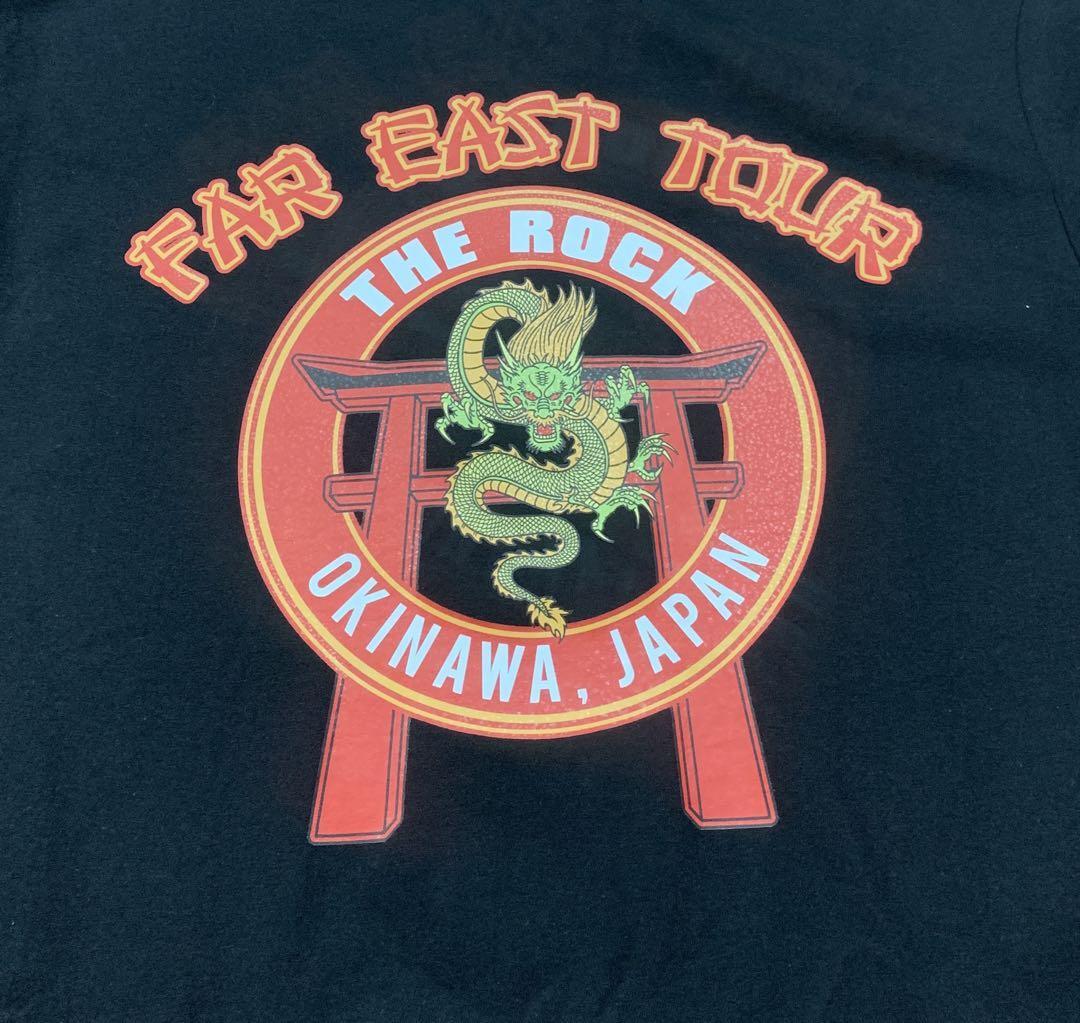 FAR EAST TOUR
THE ROCK
OKINAWA, JAPAN